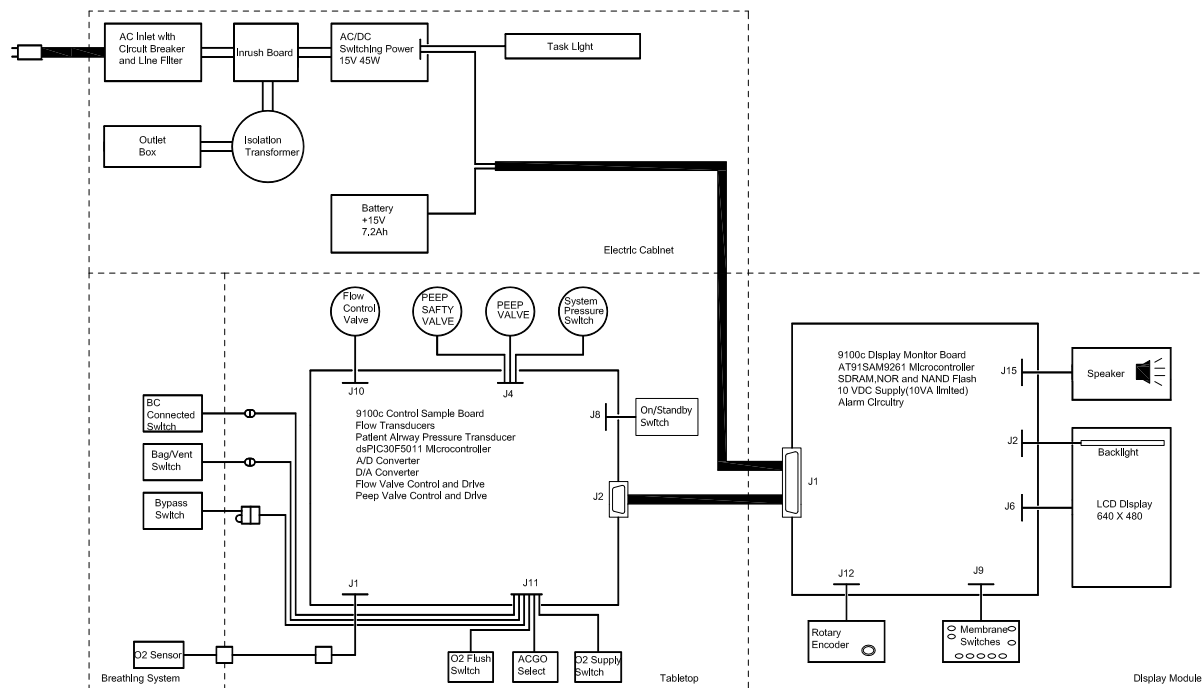 AC Inlet with
Circuit Breaker
and Line Filter
Inrush Board
AC/DC
Switching Power
15V 45W
Task Light
Outlet
Box
Isolation
Transformer
Battery
+15V
7.2Ah
Electric Cabinet
Flow
Control
Valve
PEEP
SAFTY
VALVE
PEEP
VALVE
System
Pressure
Switch
J10
J4
9100c Control Sample Board
Flow Transducers
Patient Airway Pressure Transducer
dsPIC30F5011 Microcontroller
A/D Converter
D/A Converter
Flow Valve Control and Drive
Peep Valve Control and Drive
J8
On/Standby
Switch
J2
J1
J11
BC
Connected
Switch
Bag/Vent
Switch
Bypass
Switch
O2 Sensor
O2 Flush
Switch
ACGO
Select
O2 Supply
Switch
Breathing System
Tabletop
9100c Display Monitor Board
AT91SAM9261 Microcontroller
SDRAM,NOR and NAND Flash
10 VDC Supply(10VA limited)
Alarm Circuitry
J15
Speaker
J2
Backlight
J1
J6
LCD Display
640 X 480
J12
J9
Rotary
Encoder
Membrane
Switches
Display Module